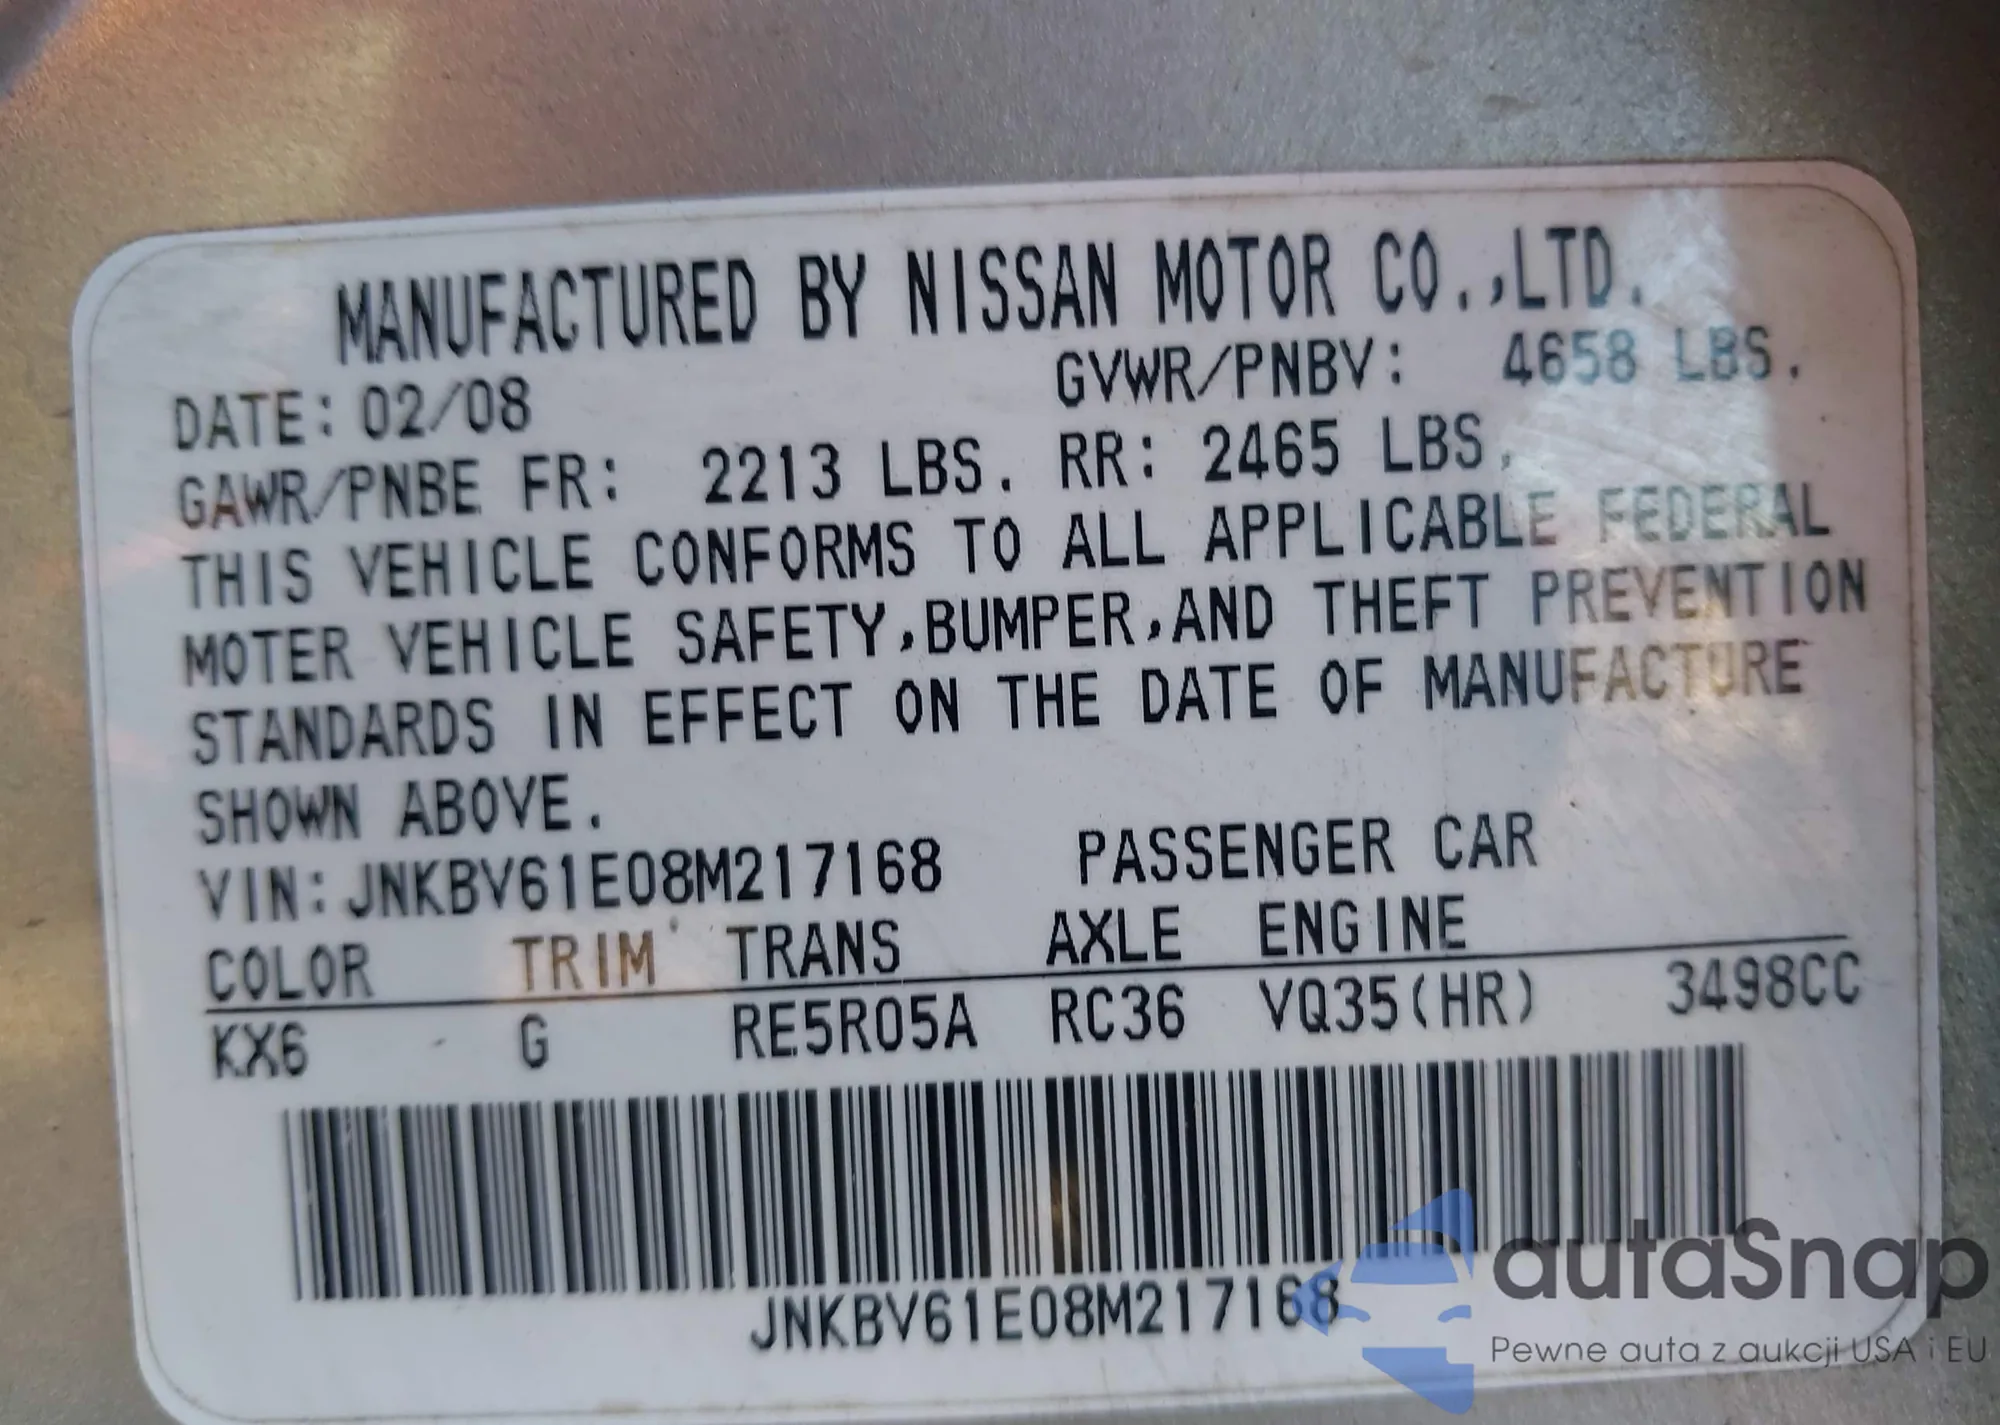 MANUFACTURED BY NISSAN MOTOR CO.,LTD.
DATE: 02/08 GVWR/PNBV: 4658 LBS.
GAWR/PNBE FR: 2213 LBS. RR: 2465 LBS.
THIS VEHICLE CONFORMS TO ALL APPLICABLE FEDERAL
MOTER VEHICLE SAFETY,BUMPER,AND THEFT PREVENTION
STANDARDS IN EFFECT ON THE DATE OF MANUFACTURE
SHOWN ABOVE.
VIN:JNKBV61E08M217168 PASSENGER CAR
COLOR TRIM TRANS AXLE ENGINE
KX6 G RE5R05A RC36 VQ35(HR) 3498CC
JNKBV61E08M217168
autaSnap
Pewne auta z aukcji USA i EU